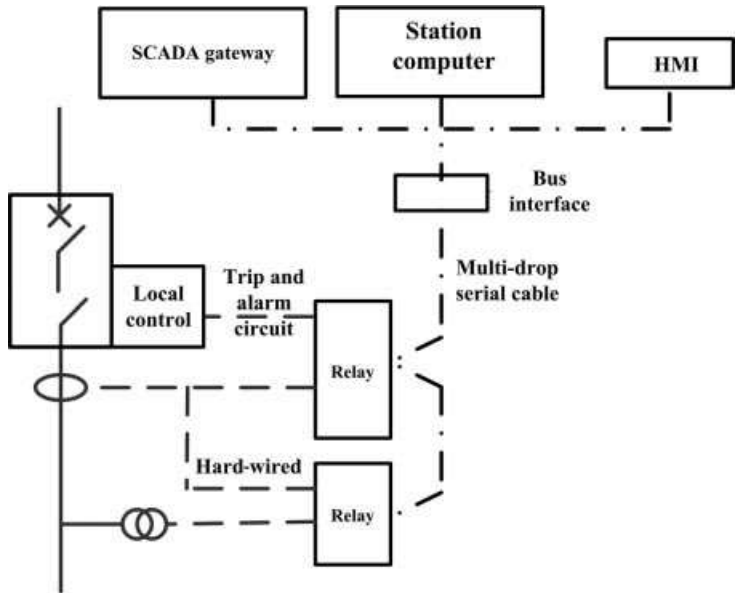 SCADA gateway
Station
computer
HMI
Bus
interface
Multi-drop
serial cable
Trip and
alarm
circuit
Local
control
Relay
Hard-wired
Relay